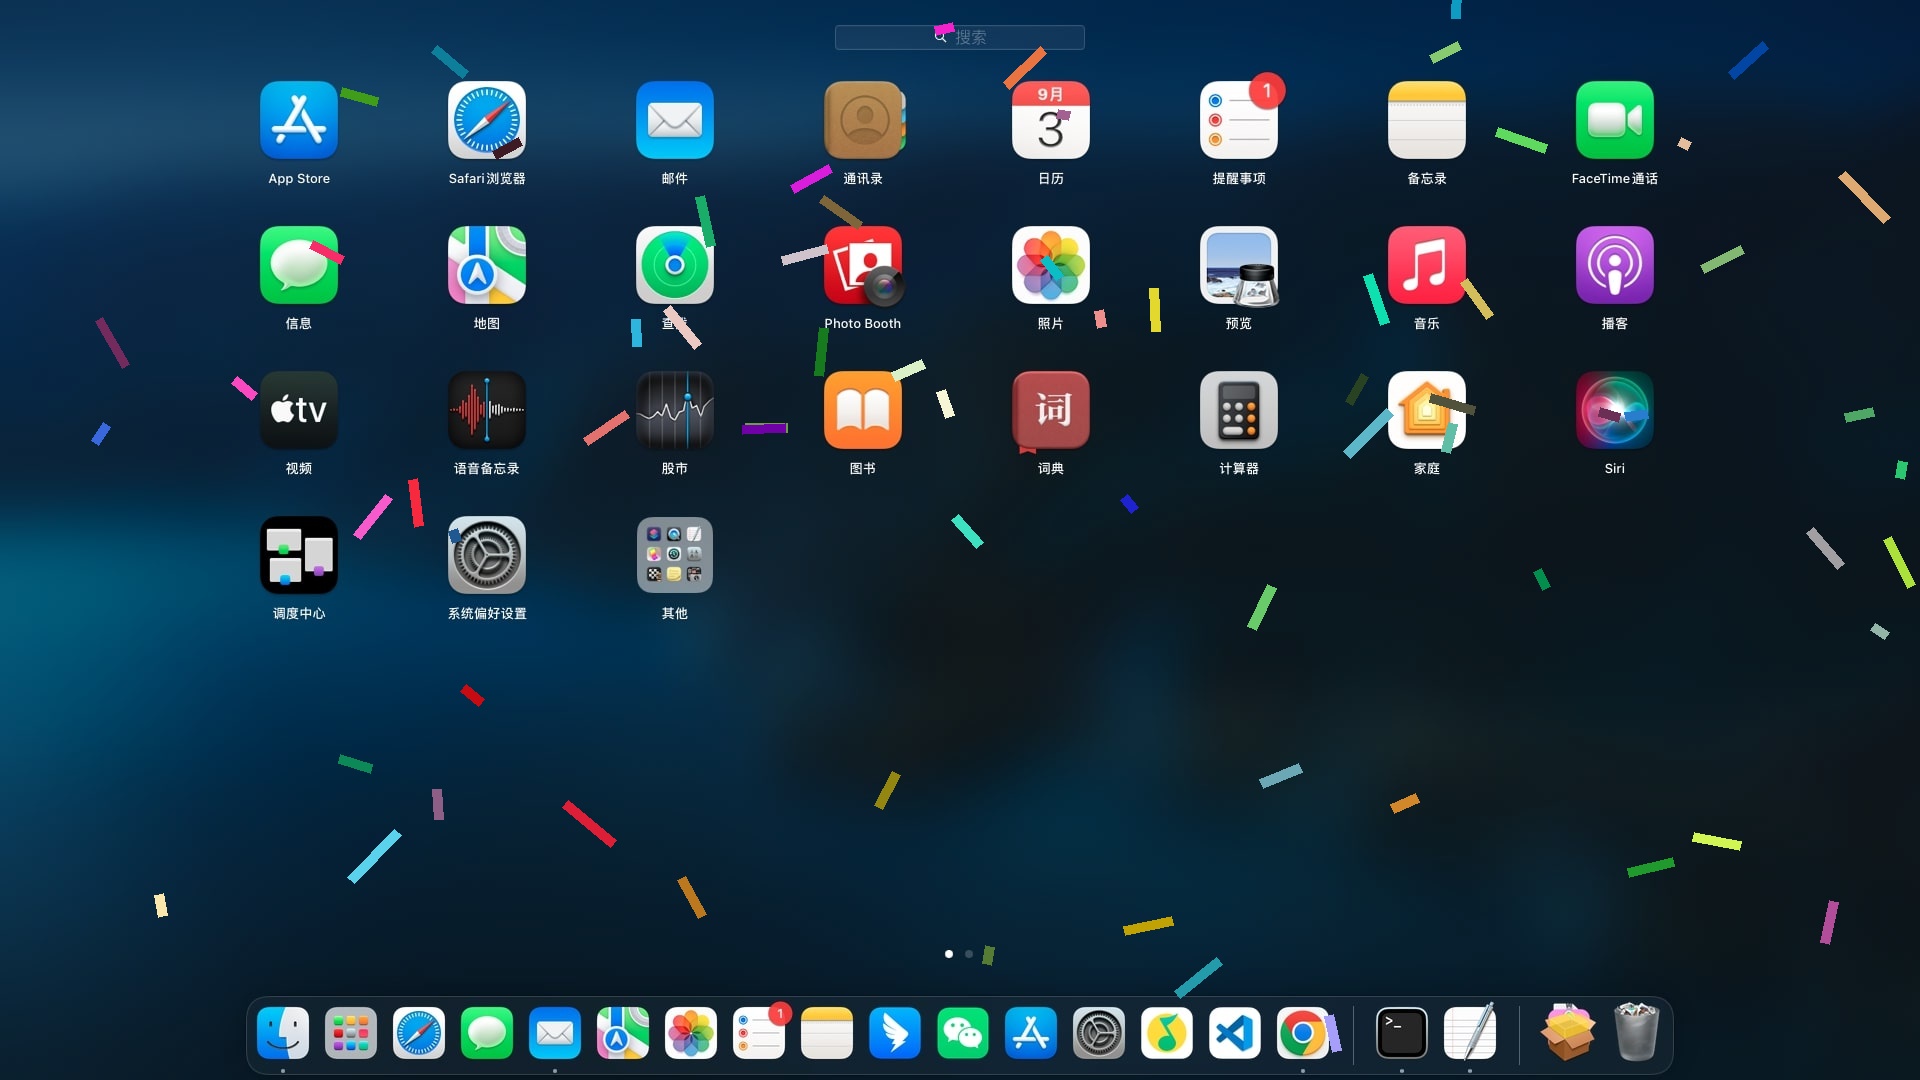 搜索
App Store
Safari浏览器
邮件
通讯录
9月
3
日历
1
提醒事项
备忘录
FaceTime通话
信息
地图
Photo Booth
照片
预览
音乐
播客
tv
视频
语音备忘录
股市
图书
词
词典
计算器
家庭
Siri
调度中心
系统偏好设置
其他
1
>_